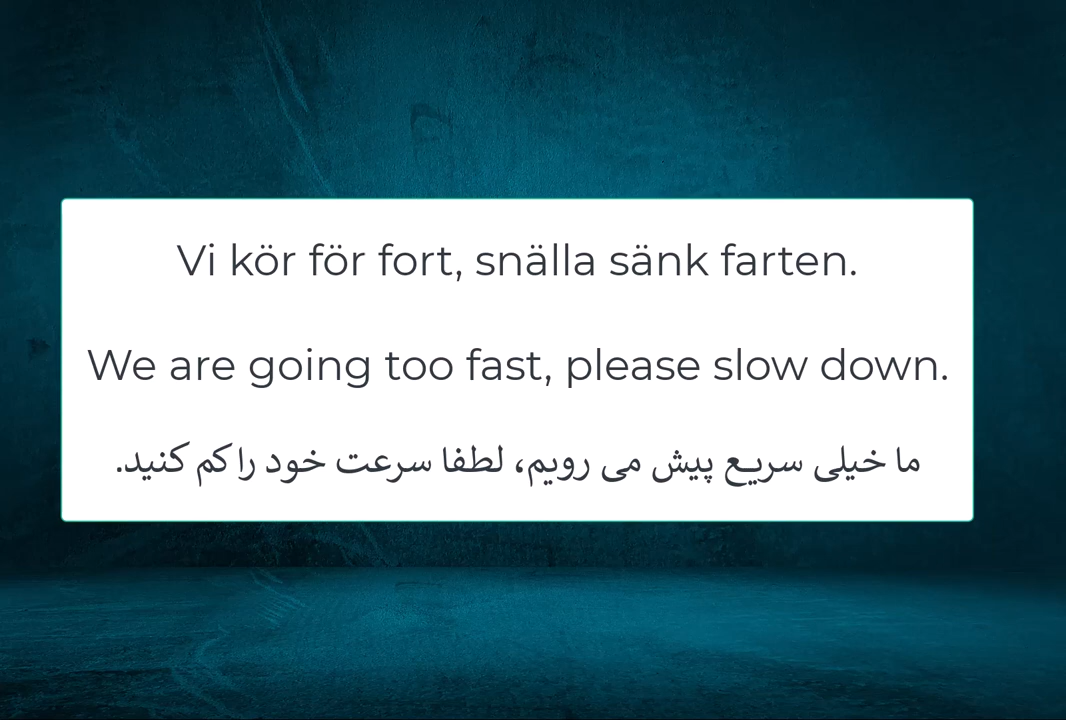 Vi kör för fort, snälla sänk farten.
We are going too fast, please slow down.
ما خیلی سریع پیش می رویم، لطفا سرعت خود را کم کنید.